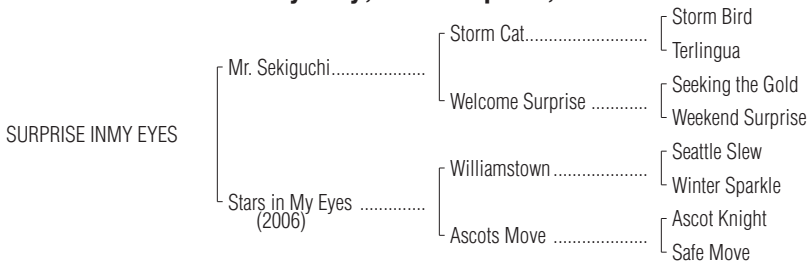 Storm Bird
Storm Cat
Terlingua
Mr. Sekiguchi
Seeking the Gold
Welcome Surprise
Weekend Surprise
SURPRISE INMY EYES
Seattle Slew
Williamstown
Winter Sparkle
Stars in My Eyes
(2006)
Ascot Knight
Ascots Move
Safe Move